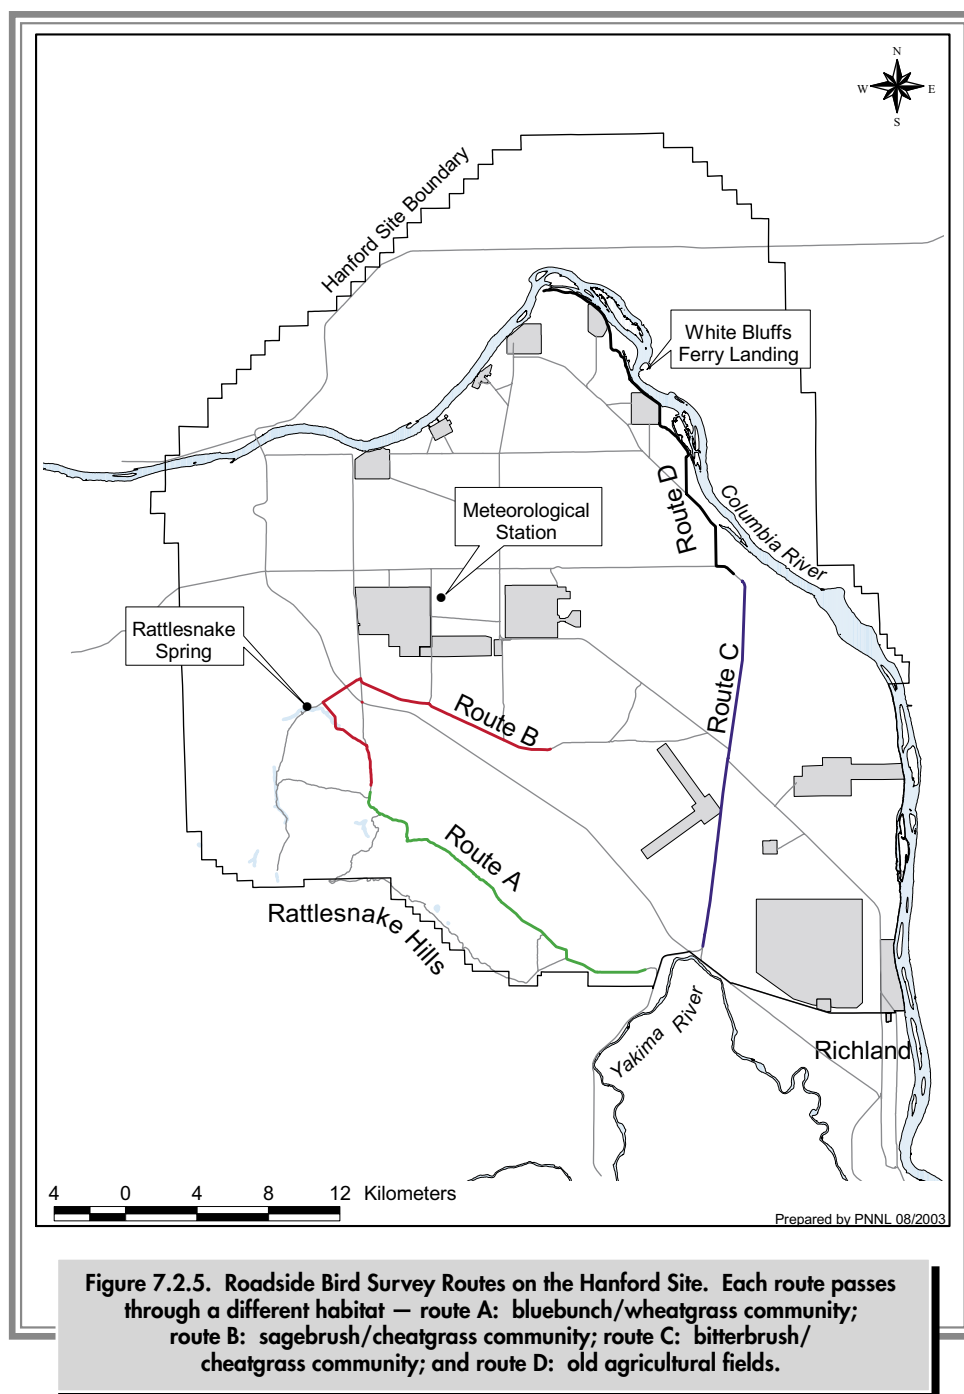 N
W E
S
Hanford Site Boundary
White Bluffs
Ferry Landing
Route D
Columbia River
Meteorological
Station
Rattlesnake
Spring
Route C
Route B
Route A
Rattlesnake Hills
Yakima River
Richland
4 0 4 8 12 Kilometers
Prepared by PNNL 08/2003
Figure 7.2.5. Roadside Bird Survey Routes on the Hanford Site. Each route passes
through a different habitat — route A: bluebunch/wheatgrass community;
route B: sagebrush/cheatgrass community; route C: bitterbrush/
cheatgrass community; and route D: old agricultural fields.